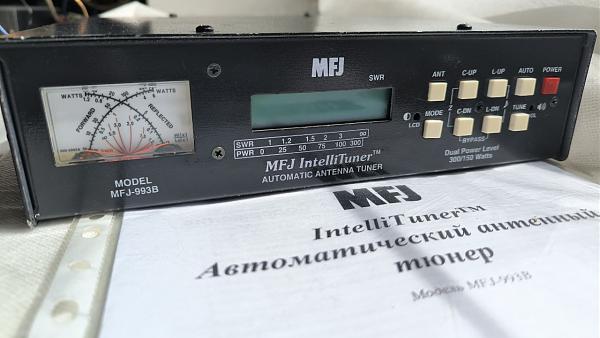 MFJ
SWR
ANT
C-UP
L-UP
AUTO
POWER
WATTS
WATTS
FORWARD
REFLECTED
MODE
C-DN
L-DN
TUNE
LCD
BYPASS
SWR 1 1.2 1.5 2 3 ∞
PWR 0 25 50 75 100 300
Dual Power Level
300/150 Watts
MFJ IntelliTuner™
AUTOMATIC ANTENNA TUNER
MODEL
MFJ-993B
MFJ
IntelliTuner™
Автоматический антенный
тюнер
Модель MFJ-993B